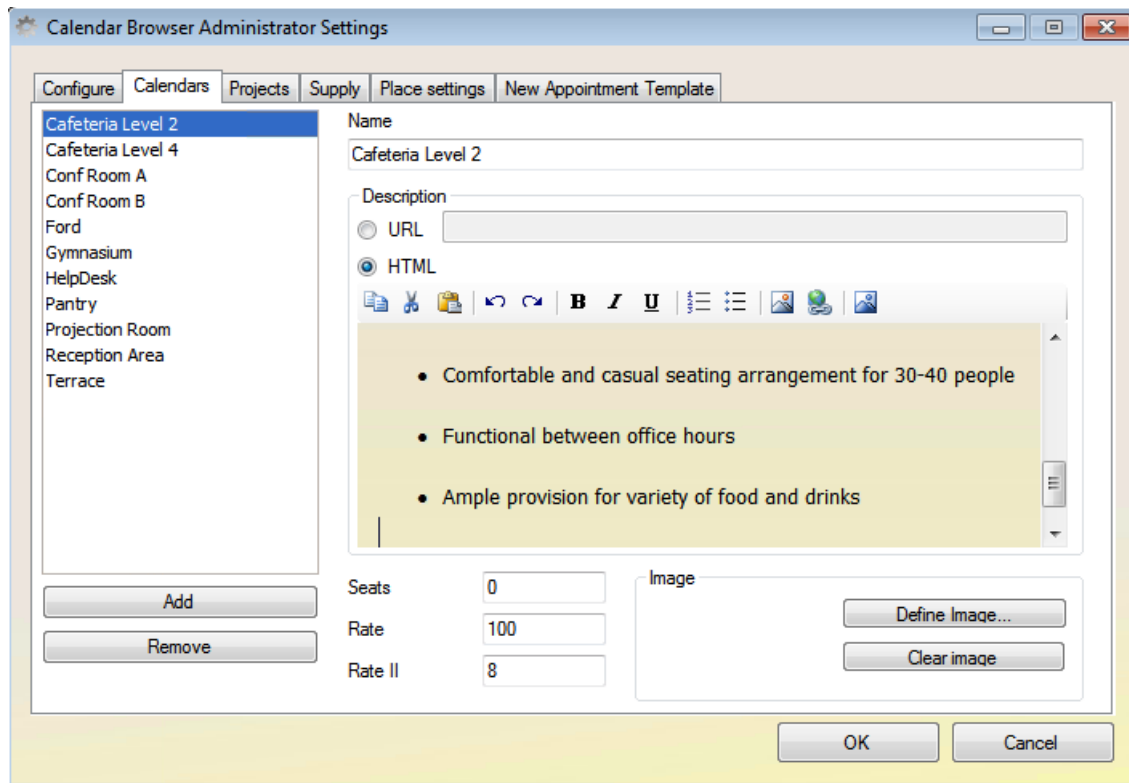 Calendar Browser Administrator Settings
Configure Calendars Projects Supply Place settings New Appointment Template
Cafeteria Level 2
Cafeteria Level 4
Conf Room A
Conf Room B
Ford
Gymnasium
HelpDesk
Pantry
Projection Room
Reception Area
Terrace
Add
Remove
Name
Cafeteria Level 2
Description
URL
HTML
B I U
• Comfortable and casual seating arrangement for 30-40 people
• Functional between office hours
• Ample provision for variety of food and drinks
Seats 0
Rate 100
Rate II 8
Image
Define Image...
Clear image
OK Cancel